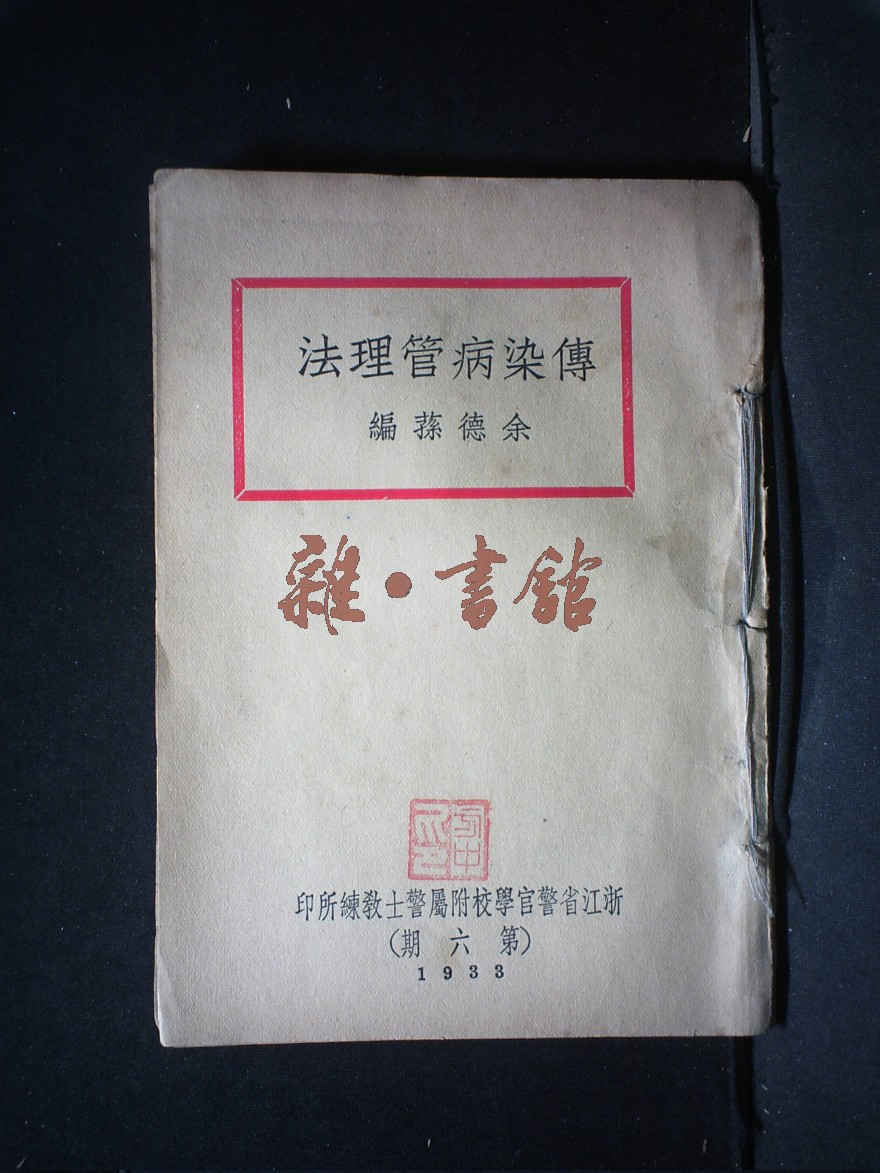 傳染病管理法
余德蓀編
雜•書館
浙江省警官學校附屬警士敎練所印
(第六期)
1933